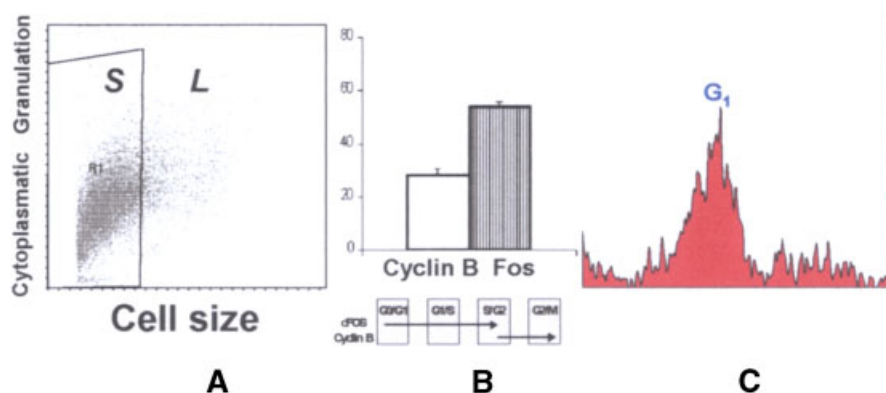 Cytoplasmatic Granulation
S L
R1
Cell size
A
80
60
40
20
0
Cyclin B Fos
G0/G1 G1/S S/G2 G2/M
cFOS
Cyclin B
B
G1
C